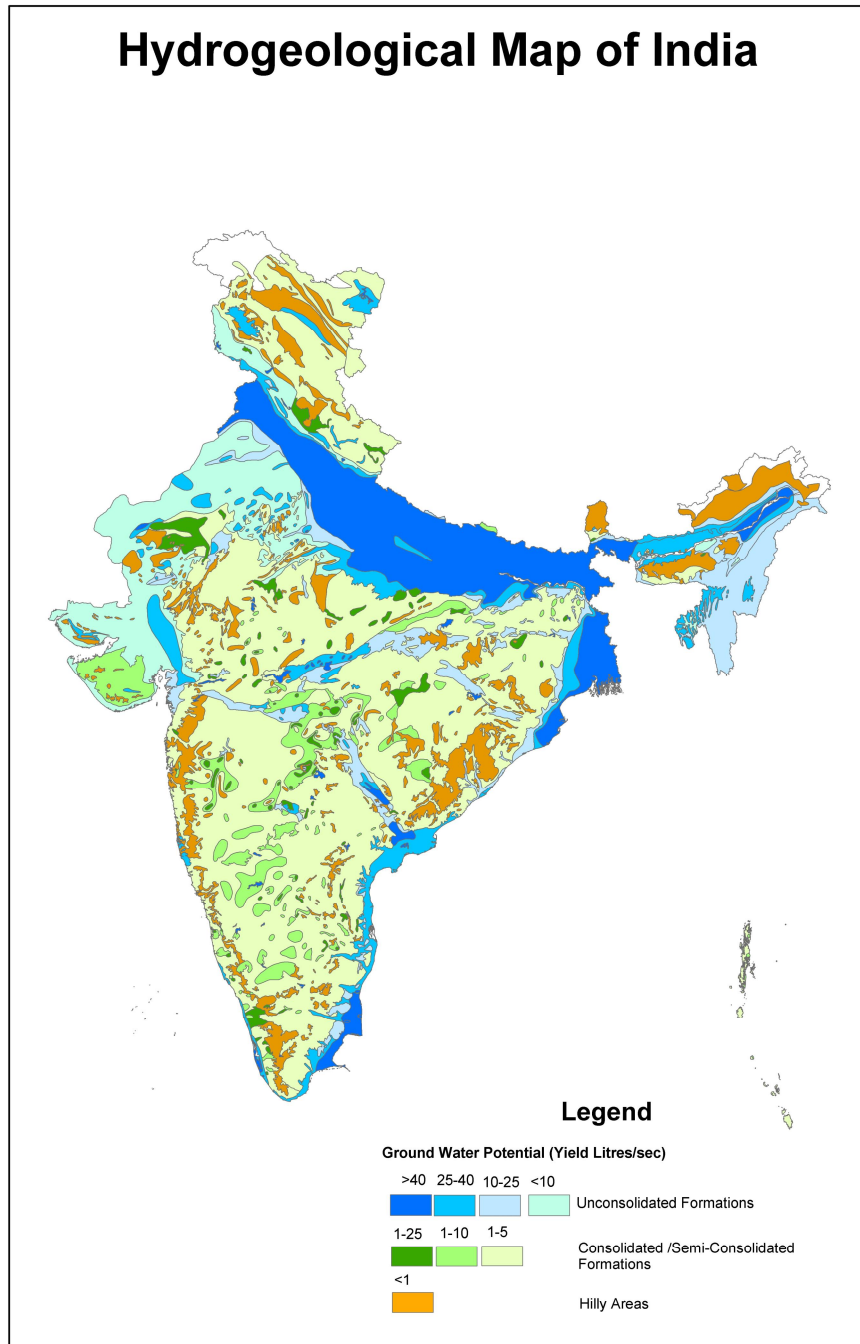 Hydrogeological Map of India
Legend
Ground Water Potential (Yield Litres/sec)
>40 25-40 10-25 <10
Unconsolidated Formations
1-25 1-10 1-5
Consolidated /Semi-Consolidated
Formations
<1
Hilly Areas